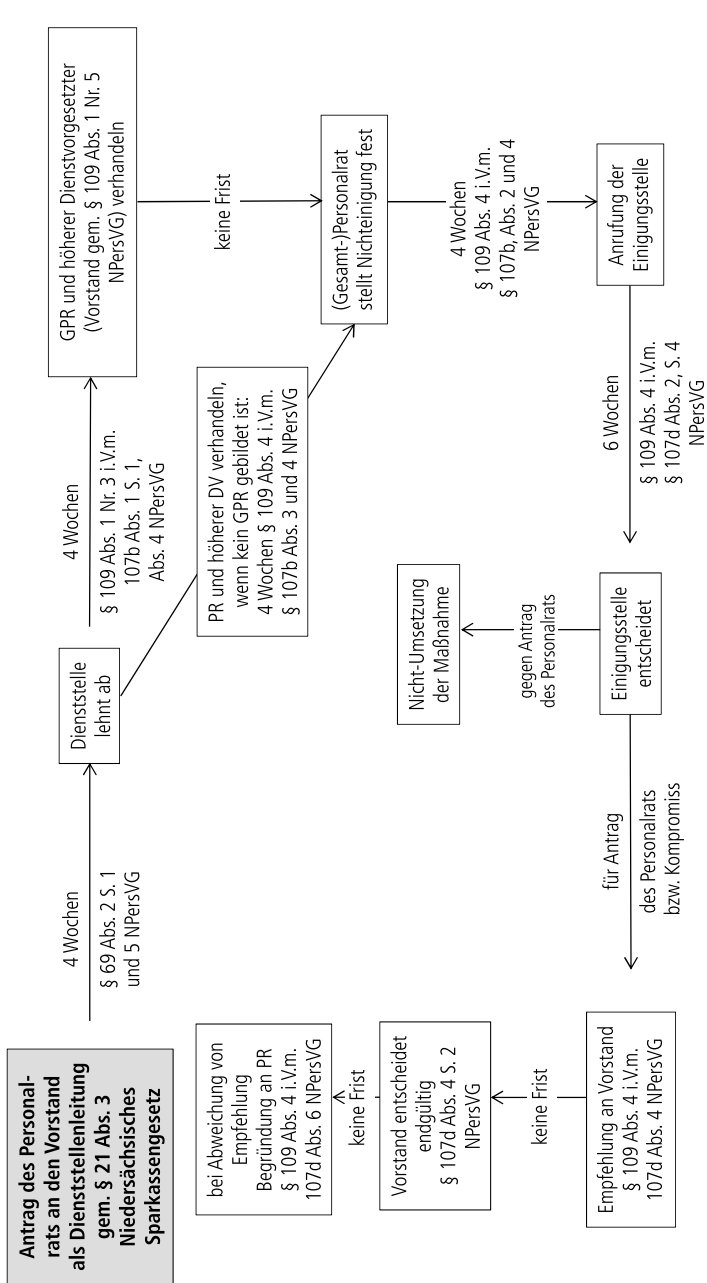 Antrag des Personal-
rats an den Vorstand
als Dienststellenleitung
gem. § 21 Abs. 3
Niedersächsisches
Sparkassengesetz
4 Wochen
§ 69 Abs. 2 S. 1
und 5 NPersVG
Dienststelle
lehnt ab
4 Wochen
§ 109 Abs. 1 Nr. 3 i.V.m.
107b Abs. 1 S. 1,
Abs. 4 NPersVG
GPR und höherer Dienstvorgesetzter
(Vorstand gem. § 109 Abs. 1 Nr. 5
NPersVG) verhandeln
keine Frist
PR und höherer DV verhandeln,
wenn kein GPR gebildet ist:
4 Wochen § 109 Abs. 4 i.V.m.
§ 107b Abs. 3 und 4 NPersVG
(Gesamt-)Personalrat
stellt Nichteinigung fest
4 Wochen
§ 109 Abs. 4 i.V.m.
§ 107b, Abs. 2 und 4
NPersVG
Anrufung der
Einigungsstelle
6 Wochen
§ 109 Abs. 4 i.V.m.
§ 107d Abs. 2, S. 4
NPersVG
Einigungsstelle
entscheidet
gegen Antrag
des Personalrats
Nicht-Umsetzung
der Maßnahme
für Antrag
des Personalrats
bzw. Kompromiss
Empfehlung an Vorstand
§ 109 Abs. 4 i.V.m.
107d Abs. 4 NPersVG
keine Frist
Vorstand entscheidet
endgültig
§ 107d Abs. 4 S. 2
NPersVG
keine Frist
bei Abweichung von
Empfehlung
Begründung an PR
§ 109 Abs. 4 i.V.m.
107d Abs. 6 NPersVG